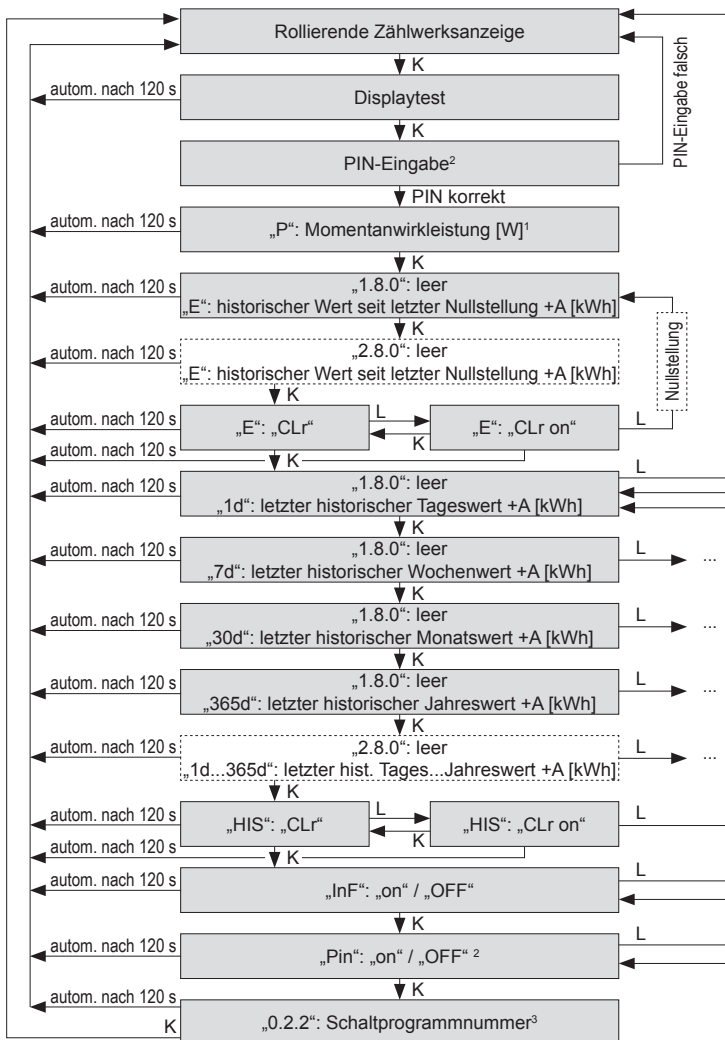 Rollierende Zählwerksanzeige
K
autom. nach 120 s
Displaytest
PIN-Eingabe falsch
K
PIN-Eingabe²
PIN korrekt
autom. nach 120 s
„P“: Momentanwirkleistung [W]¹
K
autom. nach 120 s
„1.8.0“: leer
„E“: historischer Wert seit letzter Nullstellung +A [kWh]
K
Nullstellung
autom. nach 120 s
„2.8.0“: leer
„E“: historischer Wert seit letzter Nullstellung +A [kWh]
K
autom. nach 120 s
„E“: „CLr“
L
K
„E“: „CLr on“
L
autom. nach 120 s
K
autom. nach 120 s
„1.8.0“: leer
„1d“: letzter historischer Tageswert +A [kWh]
L
K
autom. nach 120 s
„1.8.0“: leer
„7d“: letzter historischer Wochenwert +A [kWh]
L
...
K
autom. nach 120 s
„1.8.0“: leer
„30d“: letzter historischer Monatswert +A [kWh]
L
...
K
autom. nach 120 s
„1.8.0“: leer
„365d“: letzter historischer Jahreswert +A [kWh]
L
...
K
autom. nach 120 s
„2.8.0“: leer
„1d...365d“: letzter hist. Tages...Jahreswert +A [kWh]
L
...
K
autom. nach 120 s
„HIS“: „CLr“
L
K
„HIS“: „CLr on“
L
autom. nach 120 s
K
autom. nach 120 s
„InF“: „on“ / „OFF“
L
K
autom. nach 120 s
„Pin“: „on“ / „OFF“ ²
L
K
autom. nach 120 s
K
„0.2.2“: Schaltprogrammnummer³